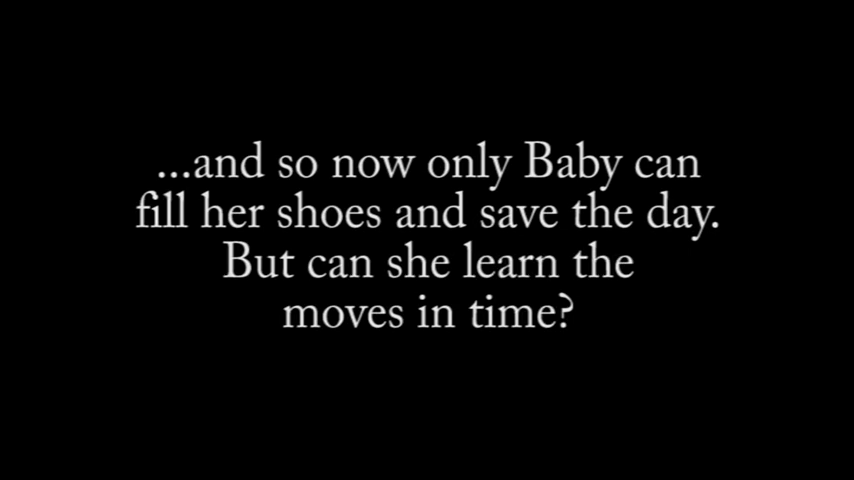 ...and so now only Baby can
fill her shoes and save the day.
But can she learn the
moves in time?